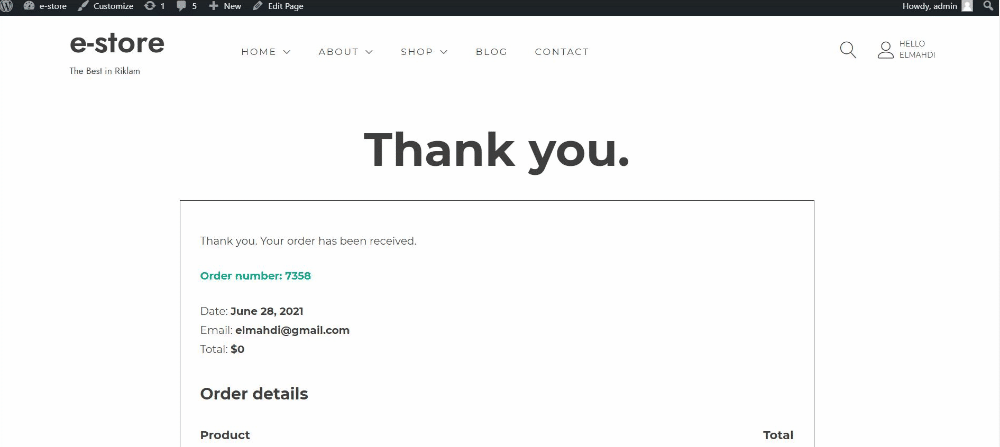 e-store Customize 1 5 New Edit Page Howdy, admin
e-store
The Best in Riklam
HOME ABOUT SHOP BLOG CONTACT
HELLO
ELMAHDI
Thank you.
Thank you. Your order has been received.
Order number: 7358
Date: June 28, 2021
Email: elmahdi@gmail.com
Total: $0
Order details
Product Total